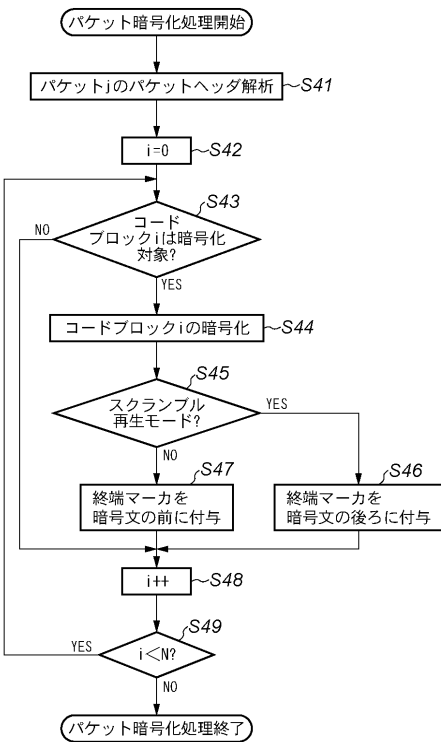 パケット暗号化処理開始
パケットjのパケットヘッダ解析
S41
i=0
S42
S43
コード
ブロックiは暗号化
対象?
NO
YES
コードブロックiの暗号化
S44
S45
スクランブル
再生モード?
YES
NO
S47
終端マーカを
暗号文の前に付与
S46
終端マーカを
暗号文の後ろに付与
i++
S48
S49
i<N?
YES
NO
パケット暗号化処理終了